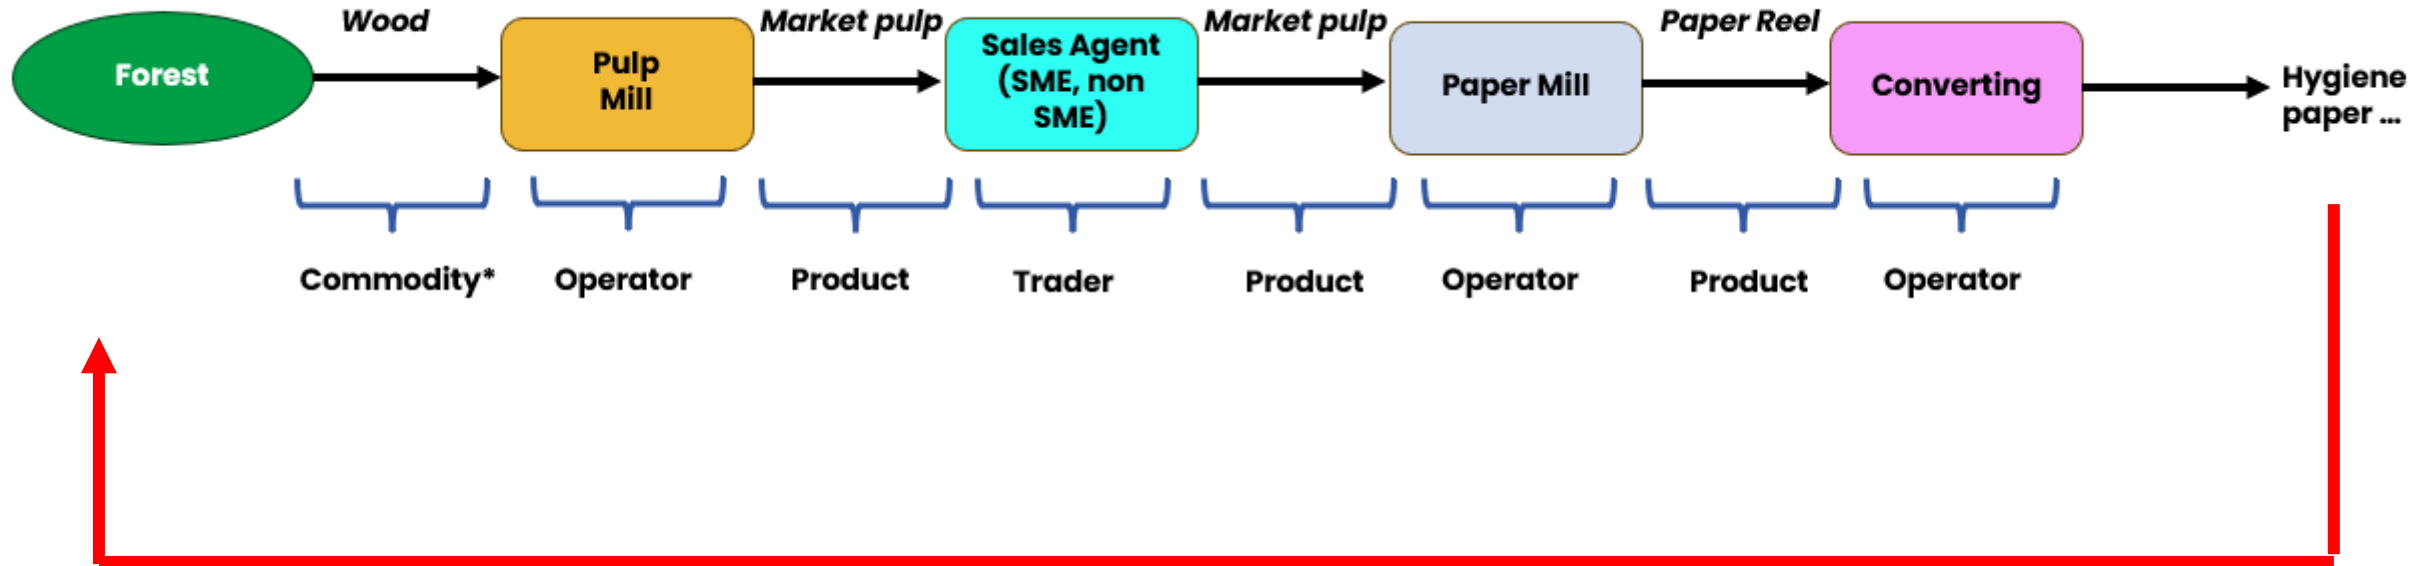 Wood
Market pulp
Market pulp
Paper Reel
Forest
Pulp
Mill
Sales Agent
(SME, non
SME)
Paper Mill
Converting
Hygiene
paper ...
Commodity*
Operator
Product
Trader
Product
Operator
Product
Operator